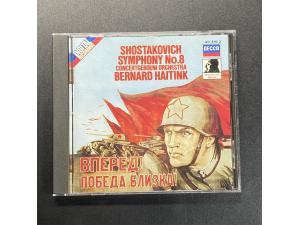 SHOSTAKOVICH
SYMPHONY No.8
CONCERTGEBOUW ORCHESTRA
BERNARD HAITINK
DECCA
ВПЕРЕД!
ПОБЕДА БЛИЗКА!